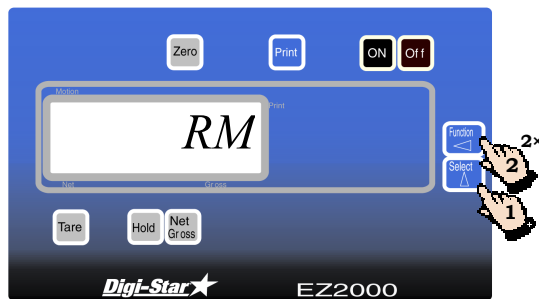 Zero Print ON Off
Motion
Print
RM
Function
2×
2
Select
1
Net Gross
Tare Hold Net
Gross
Digi-Star EZ2000